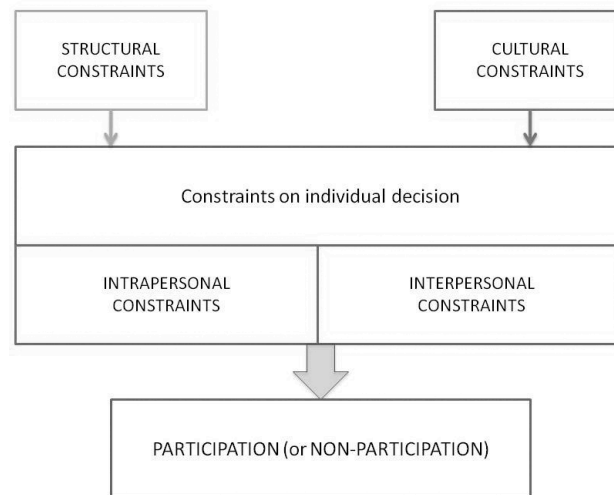 STRUCTURAL
CONSTRAINTS
CULTURAL
CONSTRAINTS
Constraints on individual decision
INTRAPERSONAL
CONSTRAINTS
INTERPERSONAL
CONSTRAINTS
PARTICIPATION (or NON-PARTICIPATION)